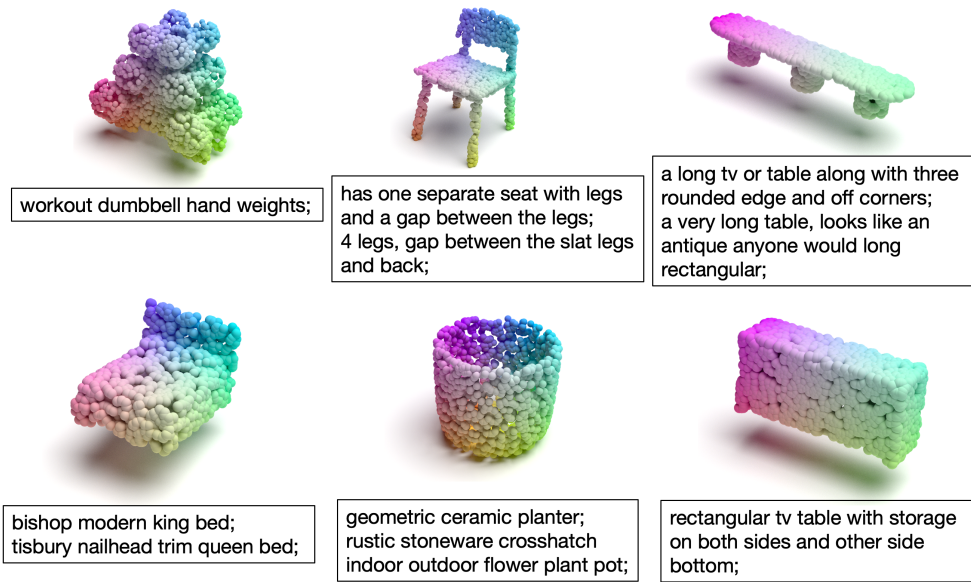 workout dumbbell hand weights;
has one separate seat with legs
and a gap between the legs;
4 legs, gap between the slat legs
and back;
a long tv or table along with three
rounded edge and off corners;
a very long table, looks like an
antique anyone would long
rectangular;
bishop modern king bed;
tisbury nailhead trim queen bed;
geometric ceramic planter;
rustic stoneware crosshatch
indoor outdoor flower plant pot;
rectangular tv table with storage
on both sides and other side
bottom;